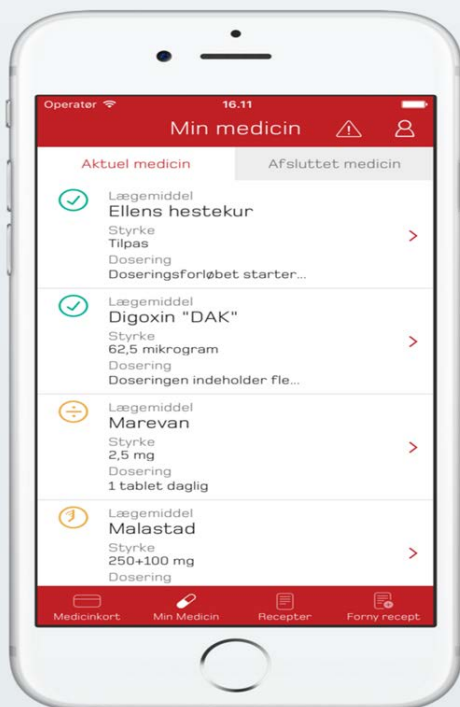 Operatør 16.11
Min medicin
Aktuel medicin Afsluttet medicin
Lægemiddel
Ellens hestekur
Styrke
Tilpas
Dosering
Doseringsforløbet starter...
Lægemiddel
Digoxin "DAK"
Styrke
62,5 mikrogram
Dosering
Doseringen indeholder fle...
Lægemiddel
Marevan
Styrke
2,5 mg
Dosering
1 tablet daglig
Lægemiddel
Malastad
Styrke
250+100 mg
Dosering
Medicinkort Min Medicin Recepter Forny recept